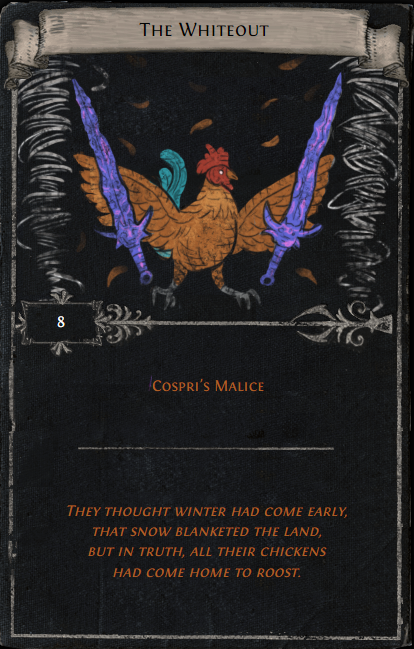 The Whiteout
8
Cospri's Malice
They thought winter had come early,
that snow blanketed the land,
but in truth, all their chickens
had come home to roost.